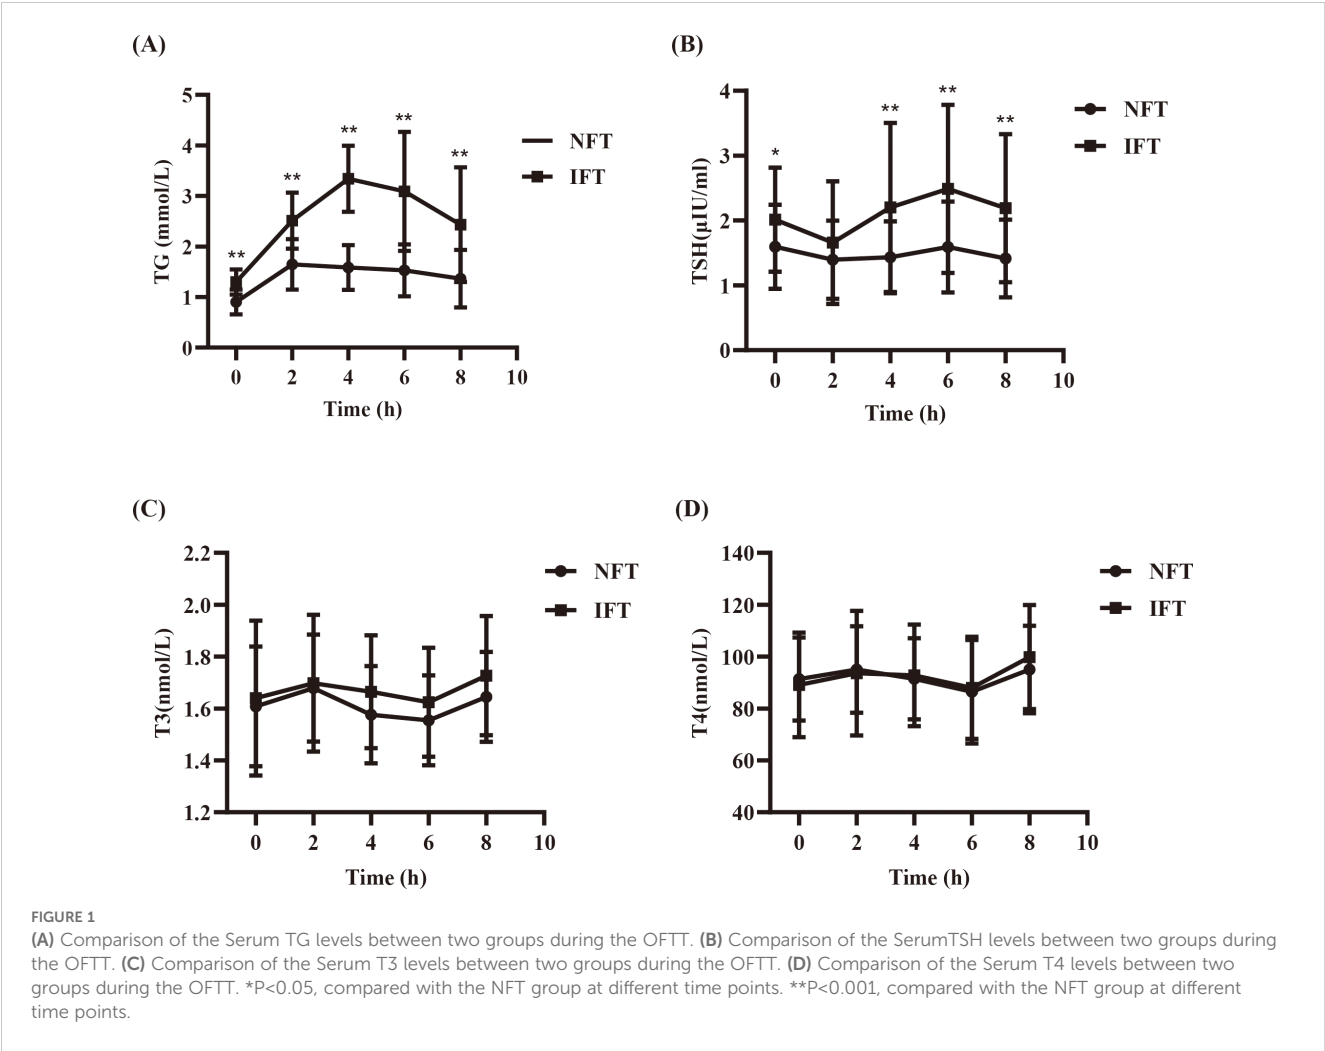 (A)
5
4
3
2
1
0
TG (mmol/L)
**
**
**
**
**
0 2 4 6 8 10
Time (h)
NFT
IFT
(B)
4
3
2
1
0
TSH(μIU/ml)
*
**
**
**
0 2 4 6 8 10
Time (h)
NFT
IFT
(C)
2.2
2.0
1.8
1.6
1.4
1.2
T3(nmol/L)
0 2 4 6 8 10
Time (h)
NFT
IFT
(D)
140
120
100
80
60
40
T4(nmol/L)
0 2 4 6 8 10
Time (h)
NFT
IFT
FIGURE 1
(A) Comparison of the Serum TG levels between two groups during the OFTT. (B) Comparison of the SerumTSH levels between two groups during
the OFTT. (C) Comparison of the Serum T3 levels between two groups during the OFTT. (D) Comparison of the Serum T4 levels between two
groups during the OFTT. *P<0.05, compared with the NFT group at different time points. **P<0.001, compared with the NFT group at different
time points.